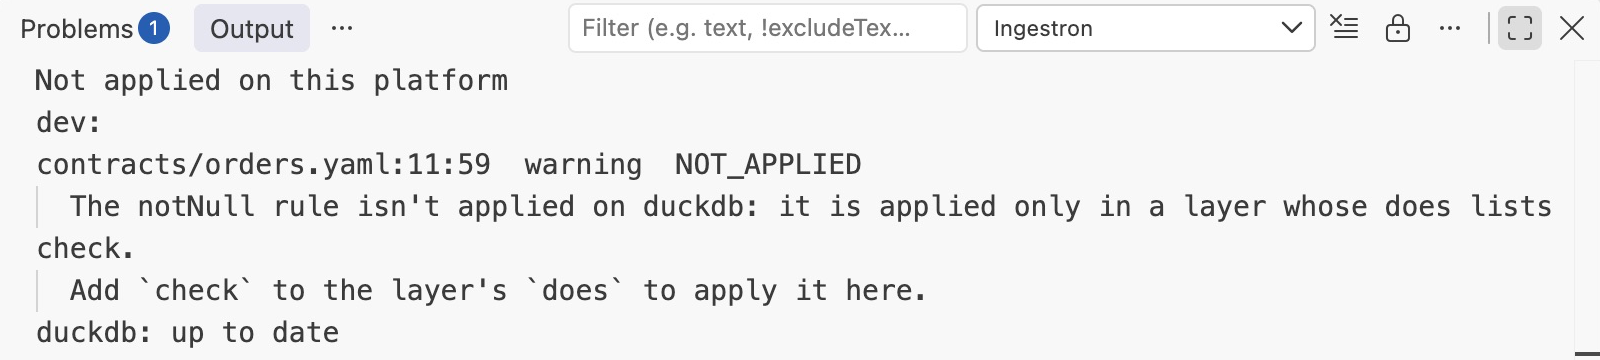 Problems 1 Output ... Filter (e.g. text, !excludeTex... Ingestron
Not applied on this platform
dev:
contracts/orders.yaml:11:59  warning  NOT_APPLIED
The notNull rule isn't applied on duckdb: it is applied only in a layer whose does lists
check.
Add `check` to the layer's `does` to apply it here.
duckdb: up to date